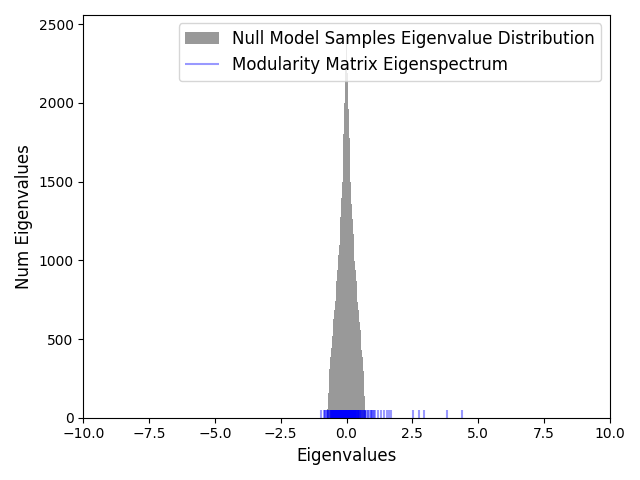 Null Model Samples Eigenvalue Distribution
Modularity Matrix Eigenspectrum
2500
2000
1500
1000
500
0
Num Eigenvalues
−10.0 −7.5 −5.0 −2.5 0.0 2.5 5.0 7.5 10.0
Eigenvalues